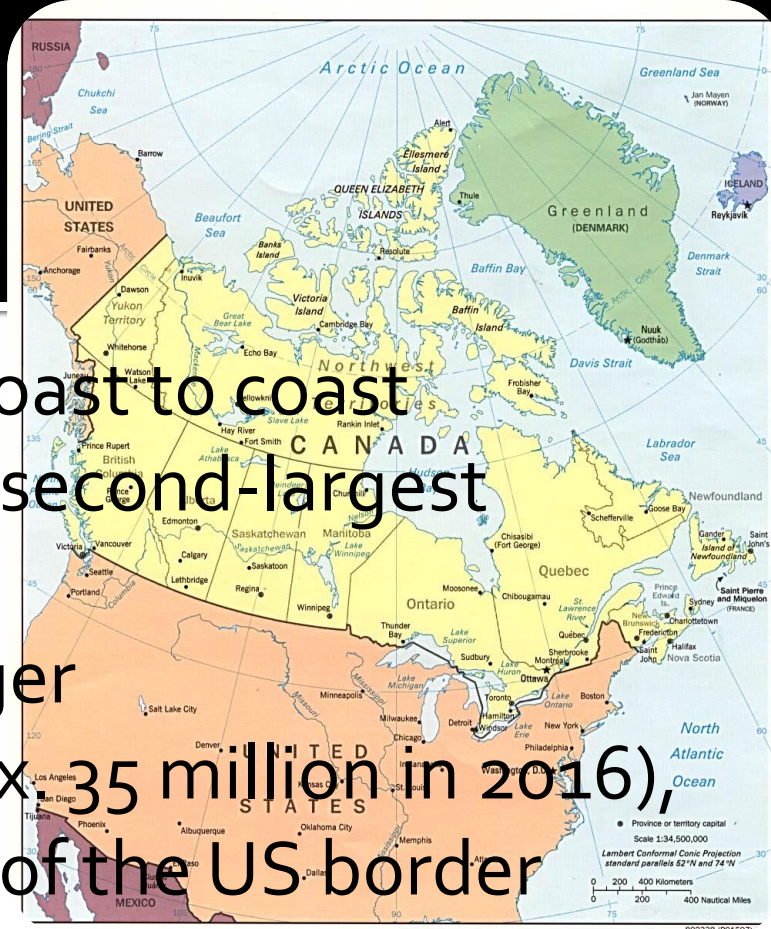 RUSSIA
Arctic Ocean
Greenland Sea
Jan Mayen
(NORWAY)
Chukchi
Sea
Bering Strait
Barrow
Alert
Ellesmere
Island
QUEEN ELIZABETH
ISLANDS
Thule
ICELAND
Reykjavík
UNITED
STATES
Fairbanks
Anchorage
Beaufort
Sea
Banks
Island
Resolute
Greenland
(DENMARK)
Denmark
Strait
Baffin Bay
Inuvik
Dawson
Yukon
Territory
Victoria
Island
Cambridge Bay
Baffin
Island
Nuuk
(Godthåb)
Great
Bear Lake
Echo Bay
Whitehorse
Watson
Lake
Northwest
Territories
Davis Strait
Frobisher
Bay
oast to coast
Hay River
Fort Smith
Slave Lake
Rankin Inlet
CANADA
Labrador
Sea
Prince Rupert
British
Columbia
Prince
George
Lake
Athabasca
Hudson
second-largest
Newfoundland
Edmonton
Saskatchewan
Manitoba
Lake
Winnipeg
Chisasibi
(Fort George)
Schefferville
Goose Bay
Gander
Island of
Newfoundland
Saint
John's
Victoria
Vancouver
Calgary
Saskatoon
Quebec
Seattle
Lethbridge
Regina
Winnipeg
Ontario
Moosonee
Chibougamau
Saint Pierre
and Miquelon
(FRANCE)
Portland
Columbia
Thunder
Bay
Lake
Superior
St.
Lawrence
River
Québec
Prince
Edward
Is.
Sydney
Charlottetown
New
Brunswick
Fredericton
Halifax
Saint
John
Nova Scotia
Sudbury
Lake
Huron
Sherbrooke
Montréal
Ottawa
ger
Minneapolis
Lake
Michigan
Toronto
Hamilton
Lake
Ontario
Boston
Salt Lake City
Missouri
Mississippi
Milwaukee
Detroit
Windsor
Lake
Erie
New York
Chicago
Denver
Philadelphia
North
Atlantic
Ocean
UNITED
STATES
x. 35 million in 2016),
Los Angeles
San Diego
Tijuana
Kansas City
St. Louis
Washington, D.C.
Phoenix
Albuquerque
Oklahoma City
Memphis
Province or territory capital
Scale 1:34,500,000
Lambert Conformal Conic Projection
standard parallels 52°N and 74°N
of the US border
Dallas
MEXICO
0 200 400 Kilometers
0 200 400 Nautical Miles